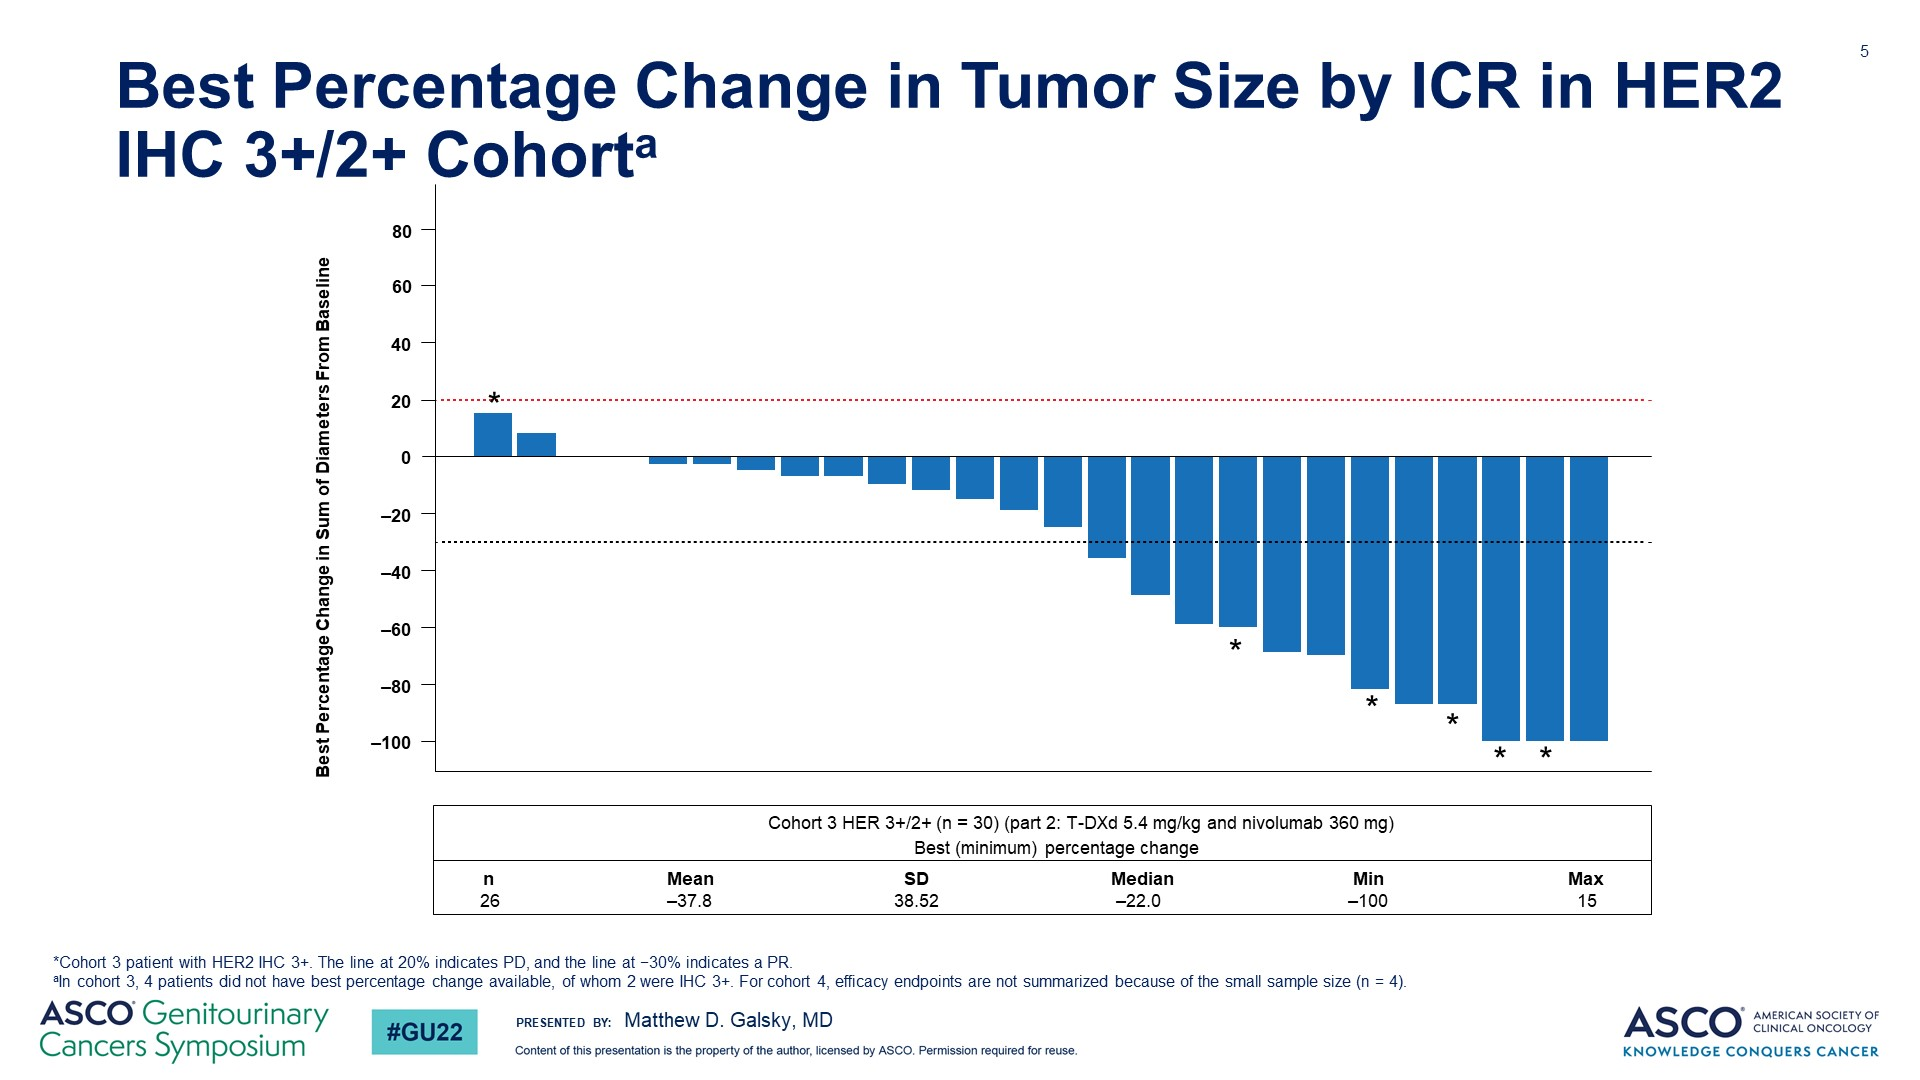 5
Best Percentage Change in Tumor Size by ICR in HER2
IHC 3+/2+ Cohortᵃ
Best Percentage Change in Sum of Diameters From Baseline
80
60
40
20
0
–20
–40
–60
–80
–100
*
*
*
*
*
*
Cohort 3 HER 3+/2+ (n = 30) (part 2: T-DXd 5.4 mg/kg and nivolumab 360 mg)
Best (minimum) percentage change
n Mean SD Median Min Max
26 –37.8 38.52 –22.0 –100 15
*Cohort 3 patient with HER2 IHC 3+. The line at 20% indicates PD, and the line at −30% indicates a PR.
ᵃIn cohort 3, 4 patients did not have best percentage change available, of whom 2 were IHC 3+. For cohort 4, efficacy endpoints are not summarized because of the small sample size (n = 4).
ASCO® Genitourinary
Cancers Symposium
#GU22
PRESENTED BY: Matthew D. Galsky, MD
Content of this presentation is the property of the author, licensed by ASCO. Permission required for reuse.
ASCO® AMERICAN SOCIETY OF
CLINICAL ONCOLOGY
KNOWLEDGE CONQUERS CANCER